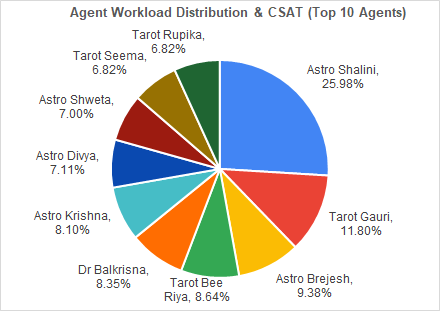 Agent Workload Distribution & CSAT (Top 10 Agents)
Tarot Rupika,
6.82%
Tarot Seema,
6.82%
Astro Shweta,
7.00%
Astro Divya,
7.11%
Astro Krishna,
8.10%
Dr Balkrisna,
8.35%
Tarot Bee
Riya, 8.64%
Astro Brejesh,
9.38%
Tarot Gauri,
11.80%
Astro Shalini,
25.98%